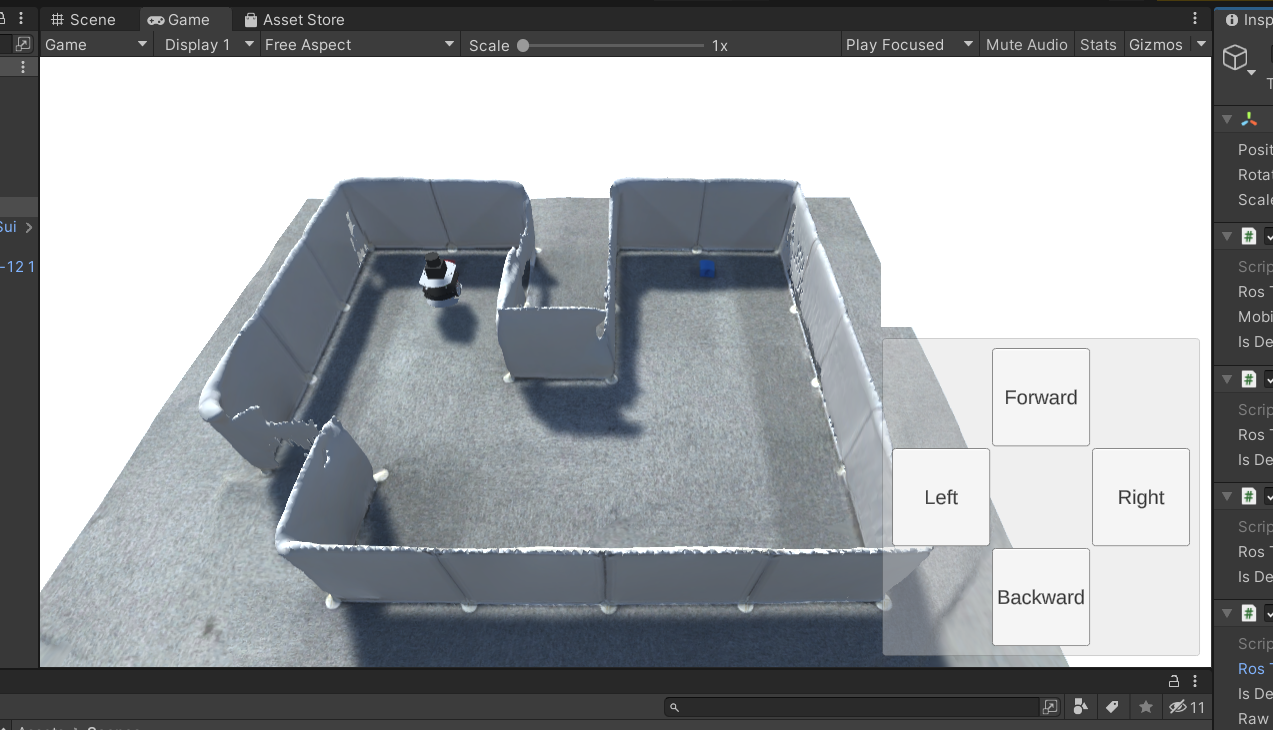 Scene Game Asset Store Insp
Game Display 1 Free Aspect Scale 1x Play Focused Mute Audio Stats Gizmos
T
Posit
Rotat
Scale
Sui
-12 1
#
Scrip
Ros T
Mobi
Is De
#
Scrip
Ros T
Is De
Forward
Left
Right
Backward
#
Scrip
Ros T
Is De
#
Scrip
Ros T
Is De
Raw
11